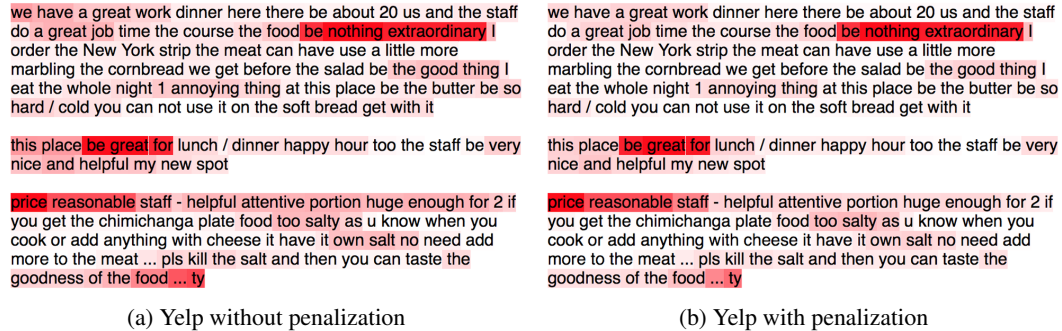 we have a great work dinner here there be about 20 us and the staff
do a great job time the course the food be nothing extraordinary I
order the New York strip the meat can have use a little more
marbling the cornbread we get before the salad be the good thing I
eat the whole night 1 annoying thing at this place be the butter be so
hard / cold you can not use it on the soft bread get with it
this place be great for lunch / dinner happy hour too the staff be very
nice and helpful my new spot
price reasonable staff - helpful attentive portion huge enough for 2 if
you get the chimichanga plate food too salty as u know when you
cook or add anything with cheese it have it own salt no need add
more to the meat ... pls kill the salt and then you can taste the
goodness of the food ... ty
(a) Yelp without penalization
we have a great work dinner here there be about 20 us and the staff
do a great job time the course the food be nothing extraordinary I
order the New York strip the meat can have use a little more
marbling the cornbread we get before the salad be the good thing I
eat the whole night 1 annoying thing at this place be the butter be so
hard / cold you can not use it on the soft bread get with it
this place be great for lunch / dinner happy hour too the staff be very
nice and helpful my new spot
price reasonable staff - helpful attentive portion huge enough for 2 if
you get the chimichanga plate food too salty as u know when you
cook or add anything with cheese it have it own salt no need add
more to the meat ... pls kill the salt and then you can taste the
goodness of the food ... ty
(b) Yelp with penalization